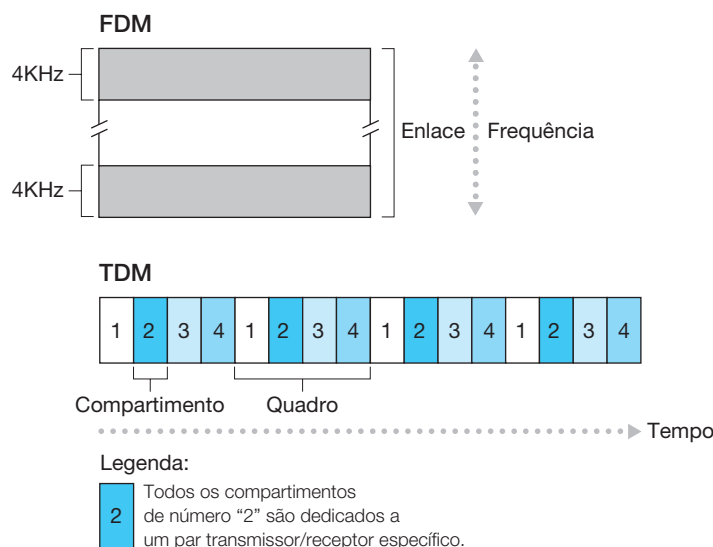 FDM
4KHz
Enlace
Frequência
4KHz
TDM
1 2 3 4 1 2 3 4 1 2 3 4 1 2 3 4
Compartimento
Quadro
Tempo
Legenda:
2
Todos os compartimentos
de número “2” são dedicados a
um par transmissor/receptor específico.